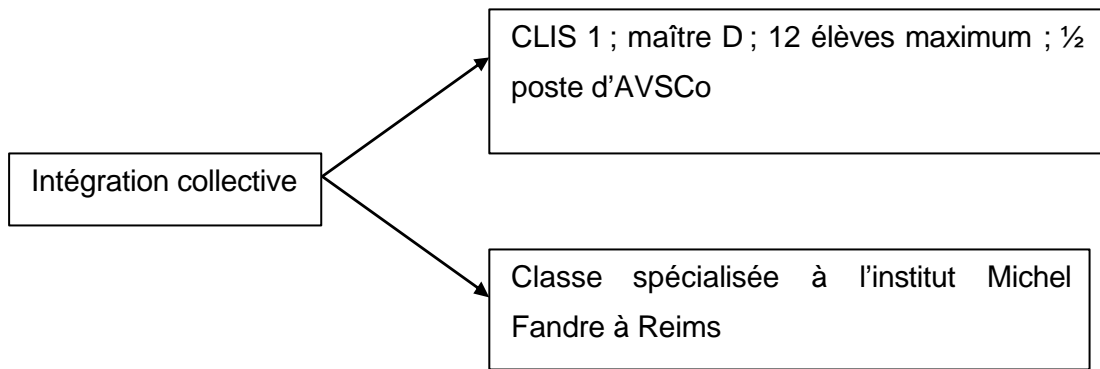 CLIS 1 ; maître D ; 12 élèves maximum ; ½
poste d’AVSCo
Intégration collective
Classe spécialisée à l’institut Michel
Fandre à Reims